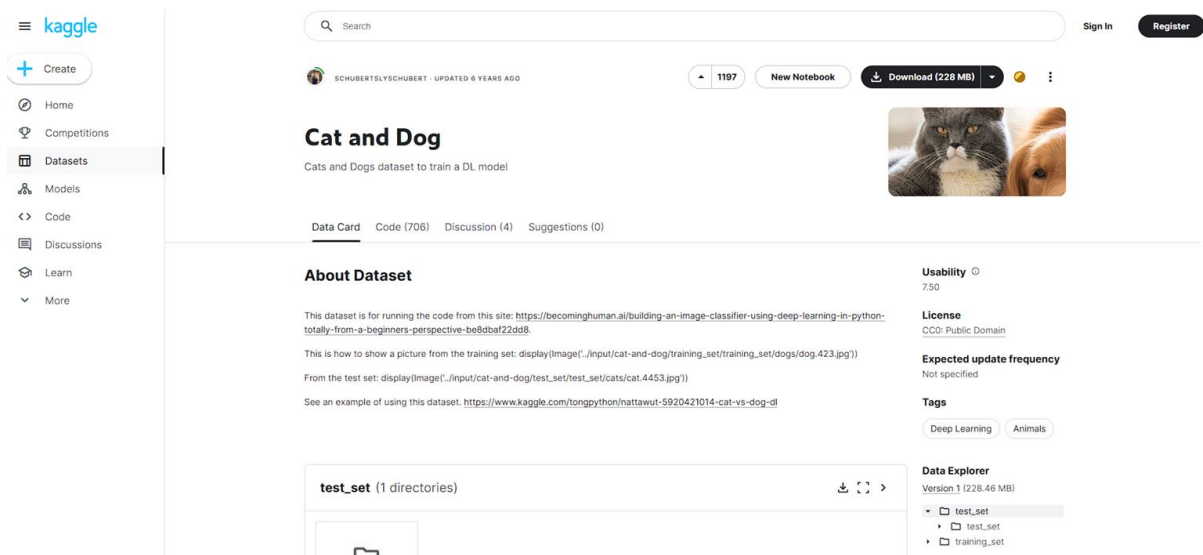 kaggle
Search
Sign In
Register
Create
Home
Competitions
Datasets
Models
Code
Discussions
Learn
More
SCHUBERTSLYSCHUBERT · UPDATED 6 YEARS AGO
1197
New Notebook
Download (228 MB)
Cat and Dog
Cats and Dogs dataset to train a DL model
Data Card
Code (706)
Discussion (4)
Suggestions (0)
About Dataset
This dataset is for running the code from this site: https://becominghuman.ai/building-an-image-classifier-using-deep-learning-in-python-
totally-from-a-beginners-perspective-be8dbaf22dd8.
This is how to show a picture from the training set: display(Image('../input/cat-and-dog/training_set/training_set/dogs/dog.423.jpg'))
From the test set: display(Image('../input/cat-and-dog/test_set/test_set/cats/cat.4453.jpg'))
See an example of using this dataset. https://www.kaggle.com/tongpython/nattawut-5920421014-cat-vs-dog-dl
test_set (1 directories)
Usability
7.50
License
CC0: Public Domain
Expected update frequency
Not specified
Tags
Deep Learning
Animals
Data Explorer
Version 1 (228.46 MB)
test_set
test_set
training_set